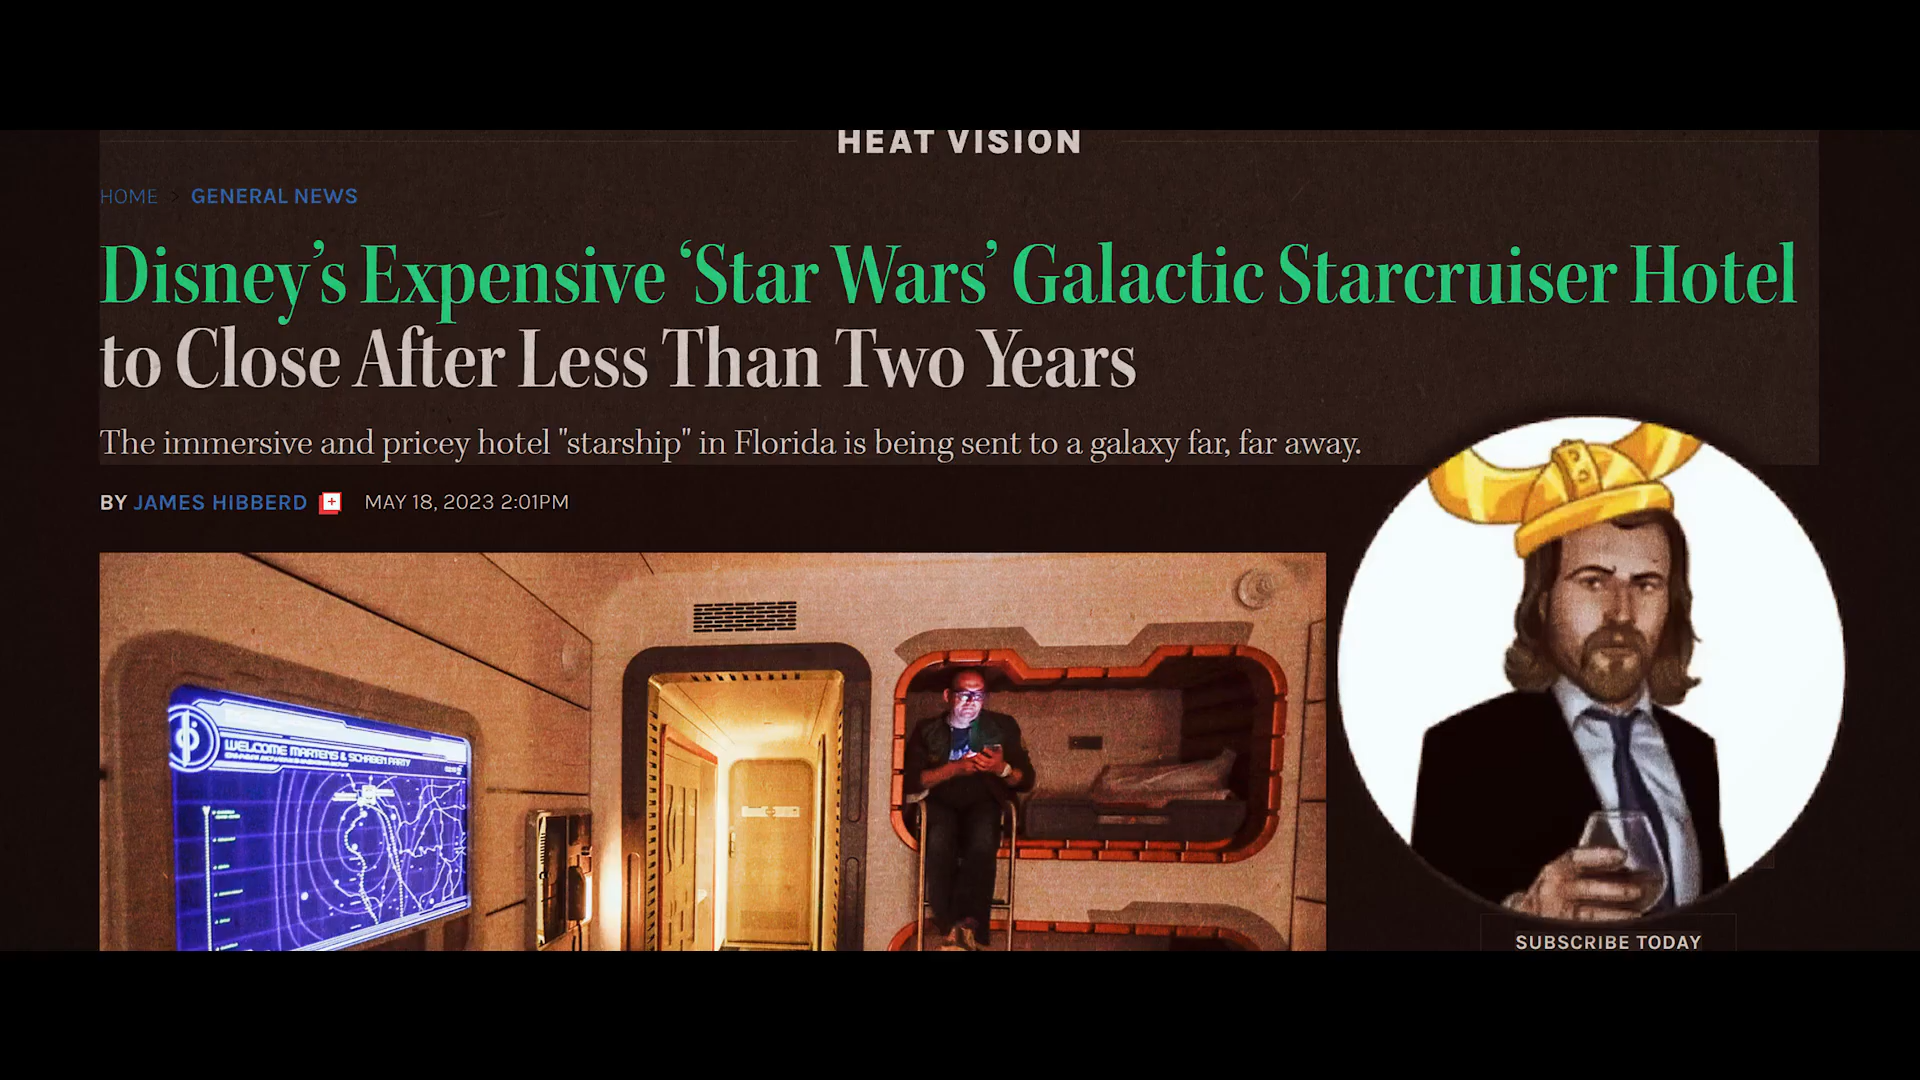 HEAT VISION
HOME > GENERAL NEWS
Disney's Expensive ‘Star Wars’ Galactic Starcruiser Hotel
to Close After Less Than Two Years
The immersive and pricey hotel "starship" in Florida is being sent to a galaxy far, far away.
BY JAMES HIBBERD + MAY 18, 2023 2:01PM
WELCOME MARTENS & SCHABEN PARTY
SUBSCRIBE TODAY